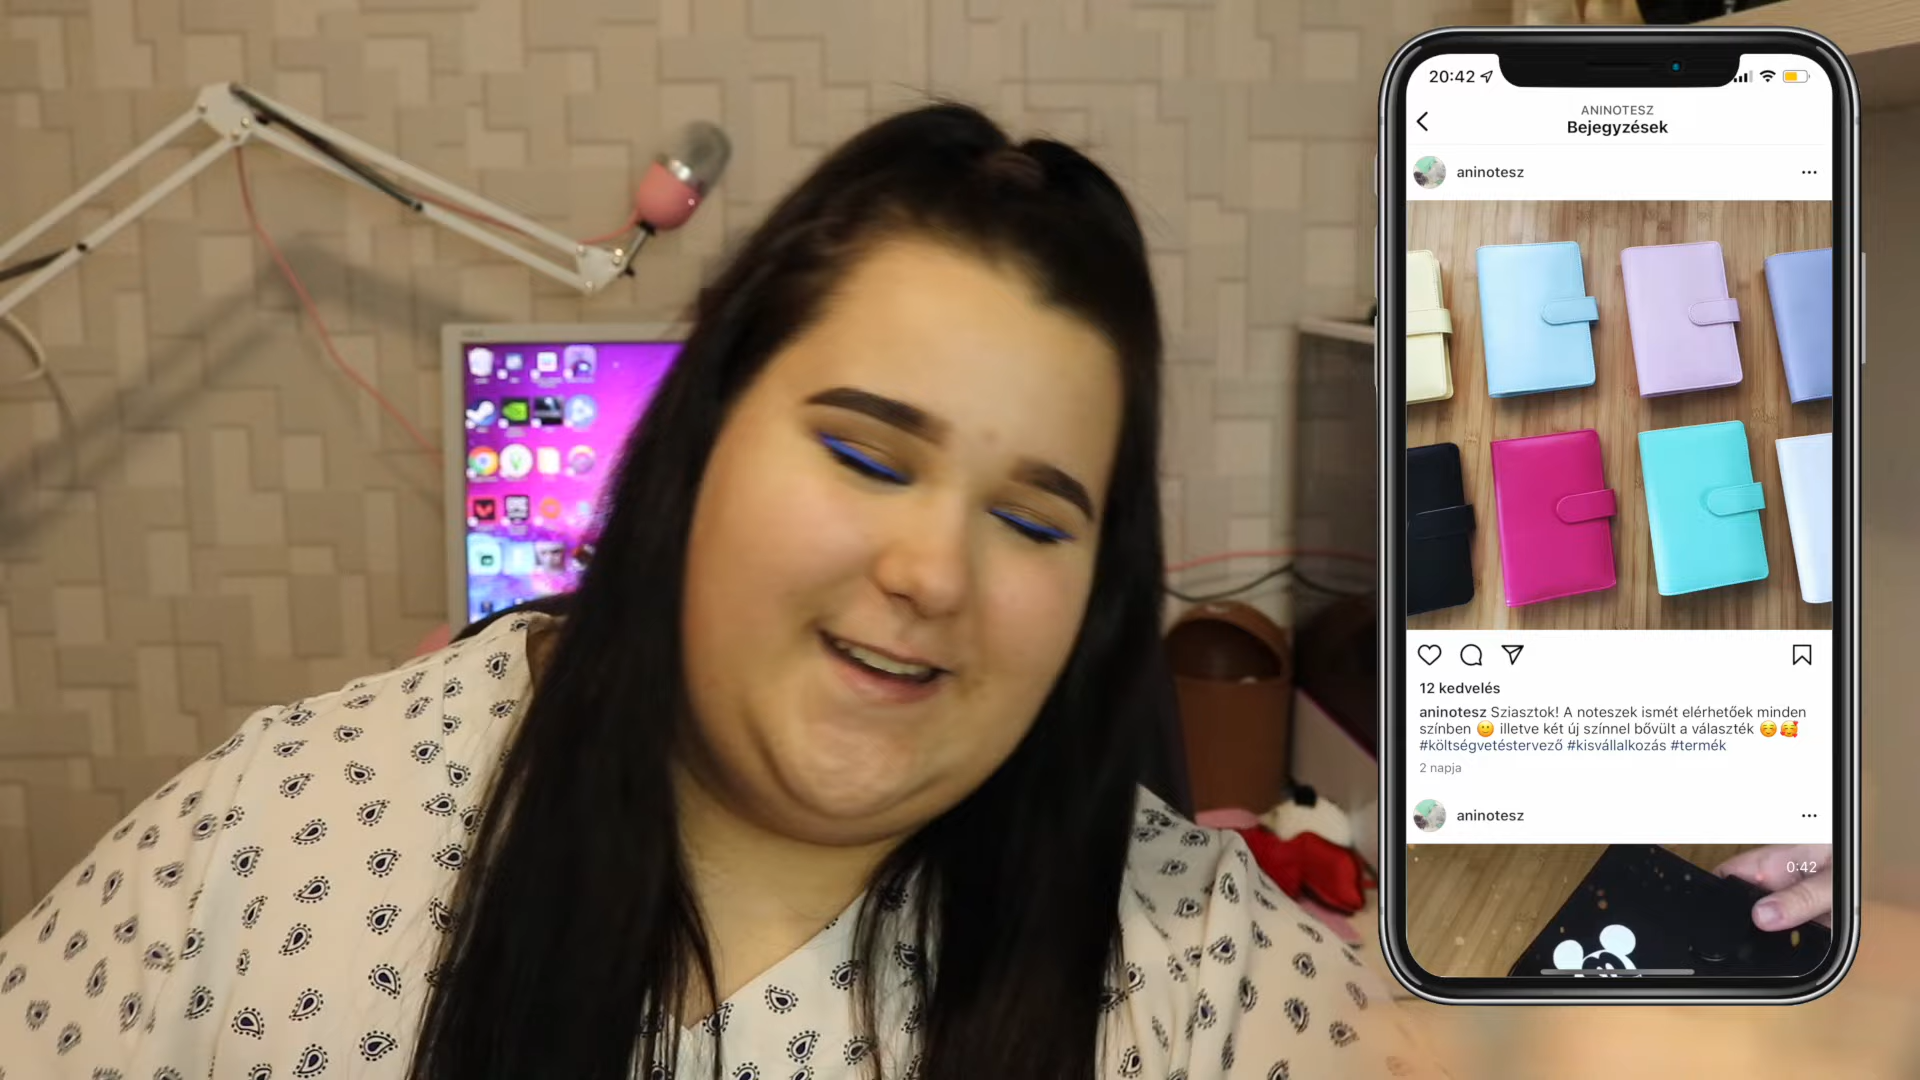 20:42
ANINOTESZ
Bejegyzések
aninotesz
12 kedvelés
aninotesz Sziasztok! A noteszek ismét elérhetőek minden
színben 🙂 illetve két új színnel bővült a választék ☺️🥰
#költségvetéstervező #kisvállalkozás #termék
2 napja
aninotesz
0:42